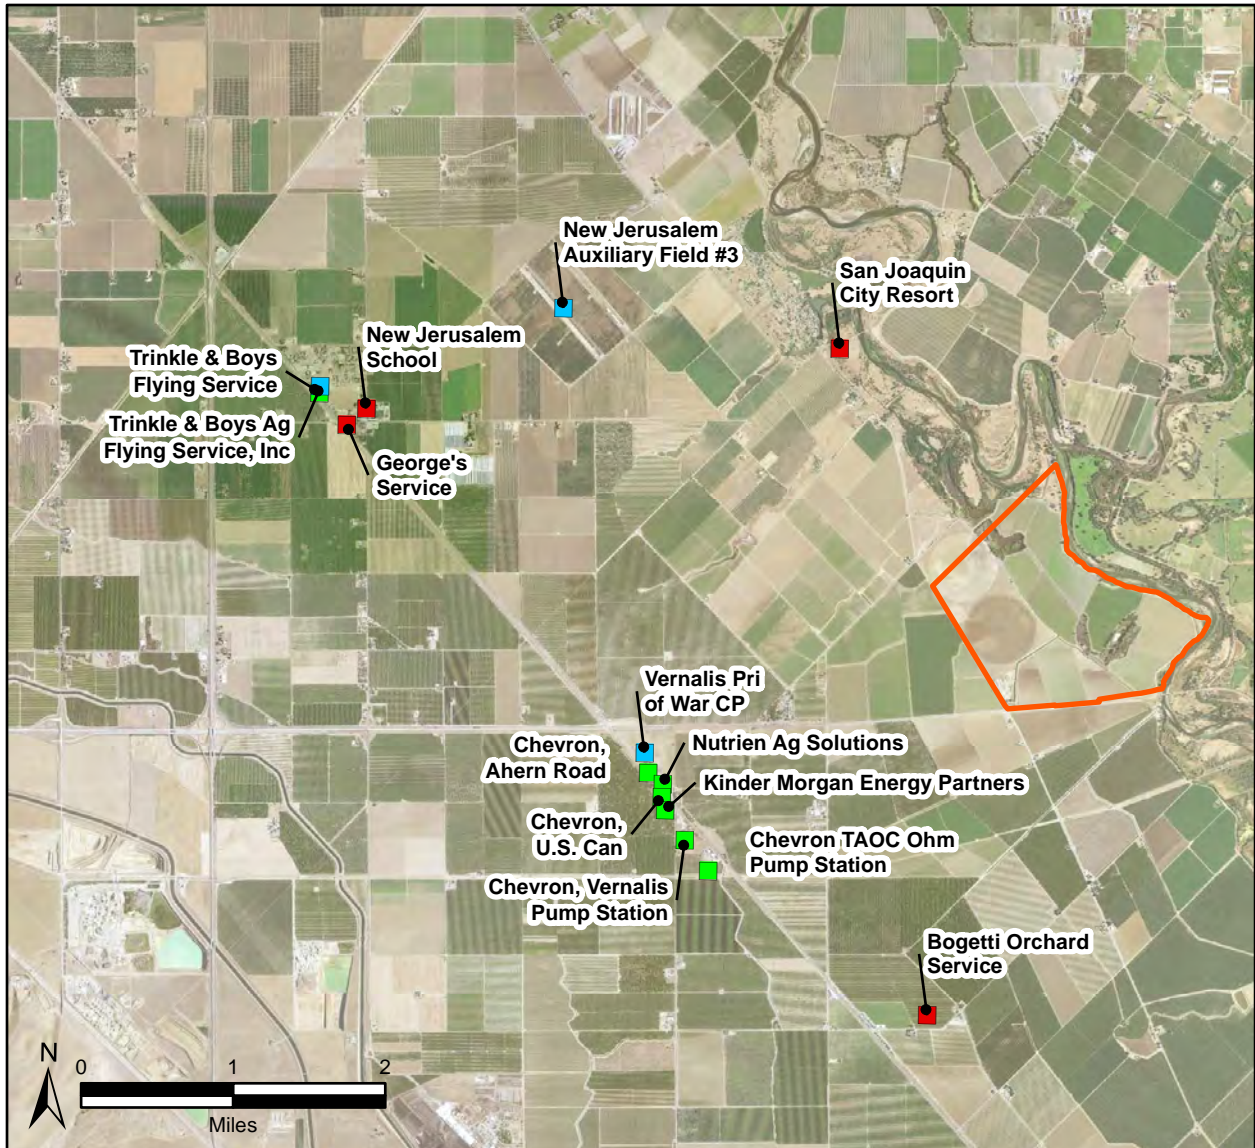 New Jerusalem
Auxiliary Field #3
San Joaquin
City Resort
New Jerusalem
School
Trinkle & Boys
Flying Service
Trinkle & Boys Ag
Flying Service, Inc
George's
Service
Vernalis Pri
of War CP
Chevron,
Ahern Road
Nutrien Ag Solutions
Kinder Morgan Energy Partners
Chevron,
U.S. Can
Chevron TAOC Ohm
Pump Station
Chevron, Vernalis
Pump Station
Bogetti Orchard
Service
N
0 1 2
Miles